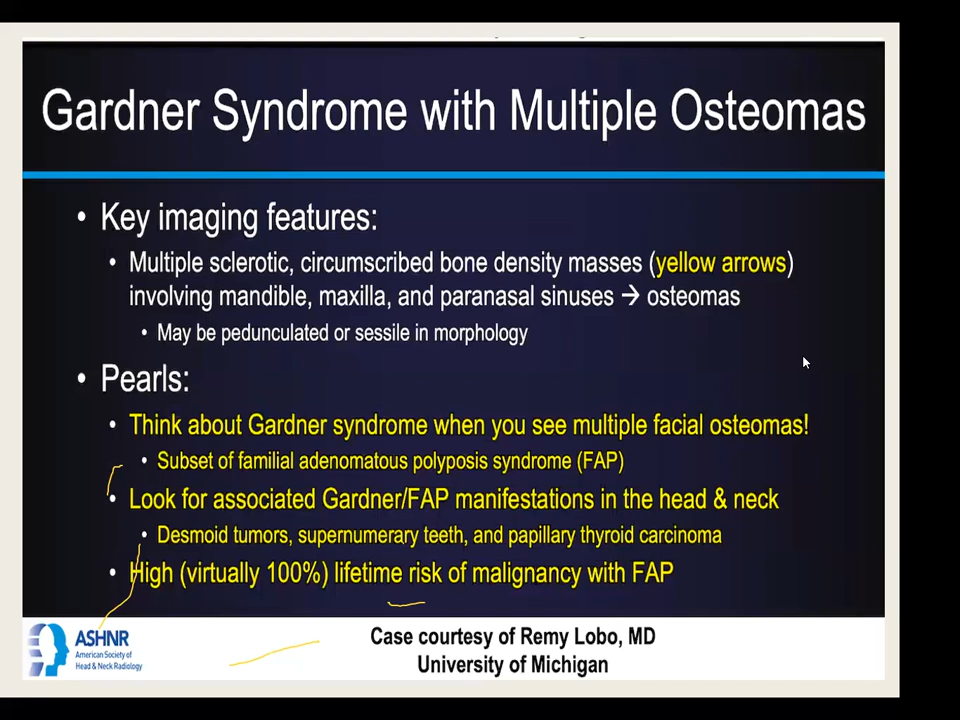 Gardner Syndrome with Multiple Osteomas
• Key imaging features:
• Multiple sclerotic, circumscribed bone density masses (yellow arrows)
involving mandible, maxilla, and paranasal sinuses → osteomas
• May be pedunculated or sessile in morphology
• Pearls:
• Think about Gardner syndrome when you see multiple facial osteomas!
• Subset of familial adenomatous polyposis syndrome (FAP)
• Look for associated Gardner/FAP manifestations in the head & neck
• Desmoid tumors, supernumerary teeth, and papillary thyroid carcinoma
• High (virtually 100%) lifetime risk of malignancy with FAP
ASHNR
American Society of
Head & Neck Radiology
Case courtesy of Remy Lobo, MD
University of Michigan